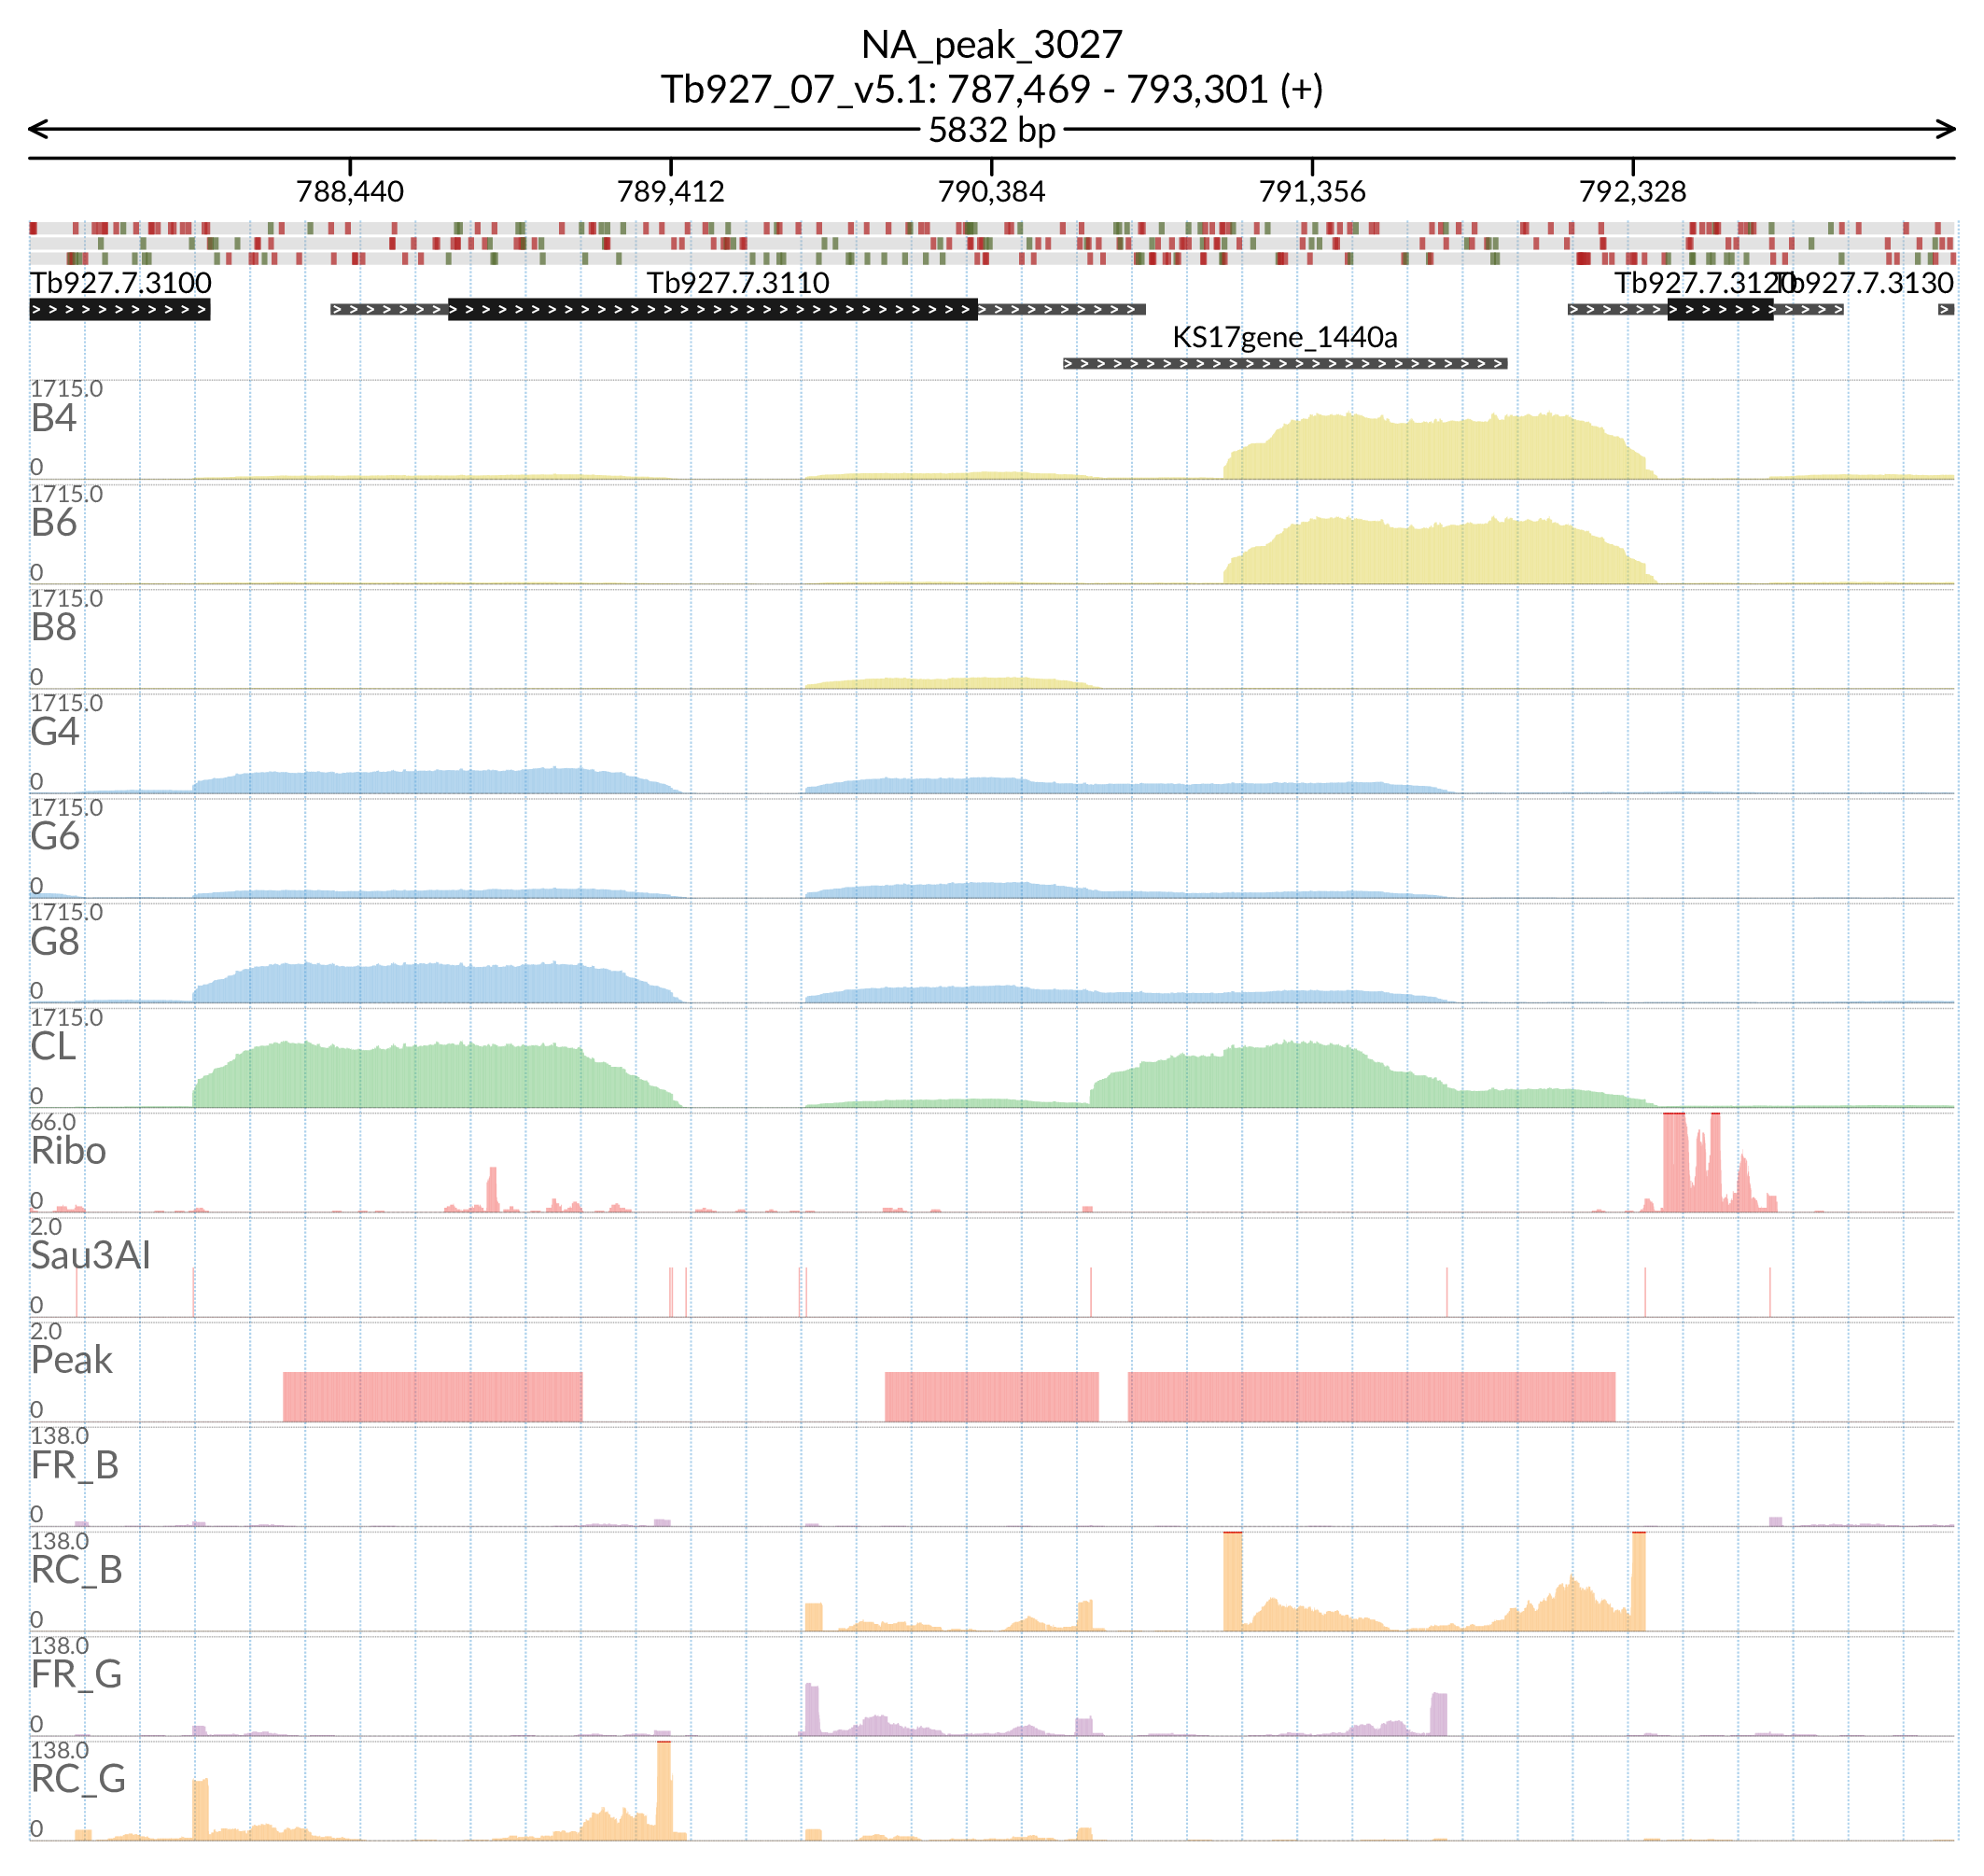 NA_peak_3027
Tb927_07_v5.1: 787,469 - 793,301 (+)
5832 bp
788,440 789,412 790,384 791,356 792,328
Tb927.7.3100 Tb927.7.3110 Tb927.7.3120 Tb927.7.3130
KS17gene_1440a
1715.0
B4
0
1715.0
B6
0
1715.0
B8
0
1715.0
G4
0
1715.0
G6
0
1715.0
G8
0
1715.0
CL
0
66.0
Ribo
0
2.0
Sau3AI
0
2.0
Peak
0
138.0
FR_B
0
138.0
RC_B
0
138.0
FR_G
0
138.0
RC_G
0